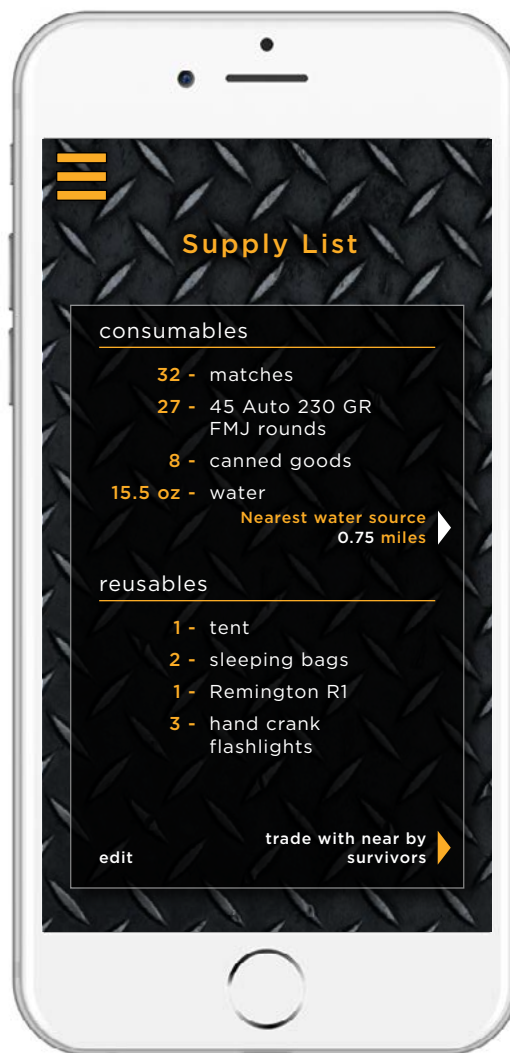 Supply List
consumables
32 - matches
27 - 45 Auto 230 GR
FMJ rounds
8 - canned goods
15.5 oz - water
Nearest water source
0.75 miles
reusables
1 - tent
2 - sleeping bags
1 - Remington R1
3 - hand crank
flashlights
trade with near by
edit survivors